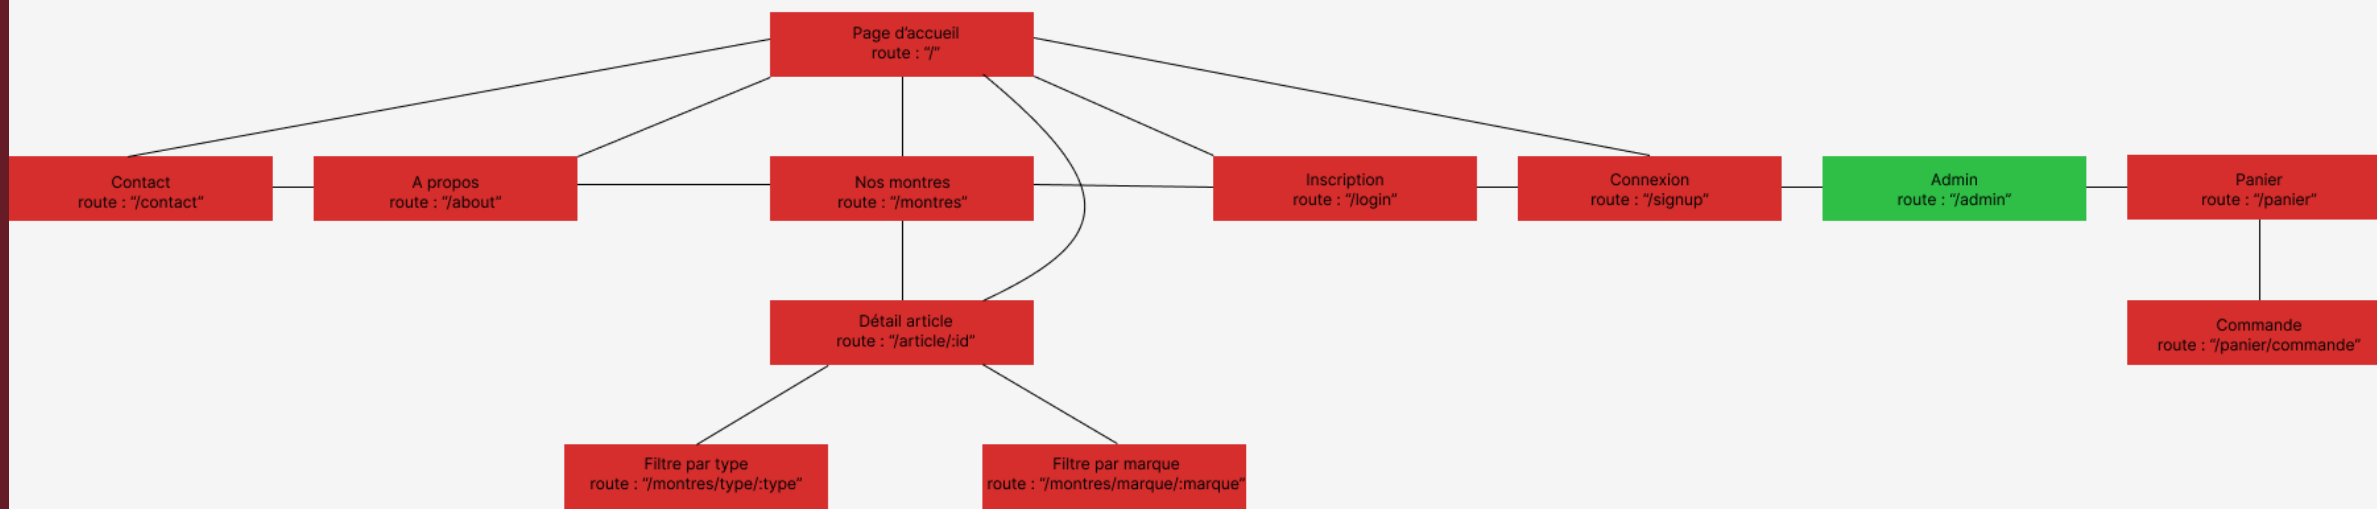 Page d'accueil
route : “/”
Contact
route : “/contact”
A propos
route : “/about”
Nos montres
route : “/montres”
Inscription
route : “/login”
Connexion
route : “/signup”
Admin
route : “/admin”
Panier
route : “/panier”
Détail article
route : “/article/:id”
Commande
route : “/panier/commande”
Filtre par type
route : “/montres/type/:type”
Filtre par marque
route : “/montres/marque/:marque”